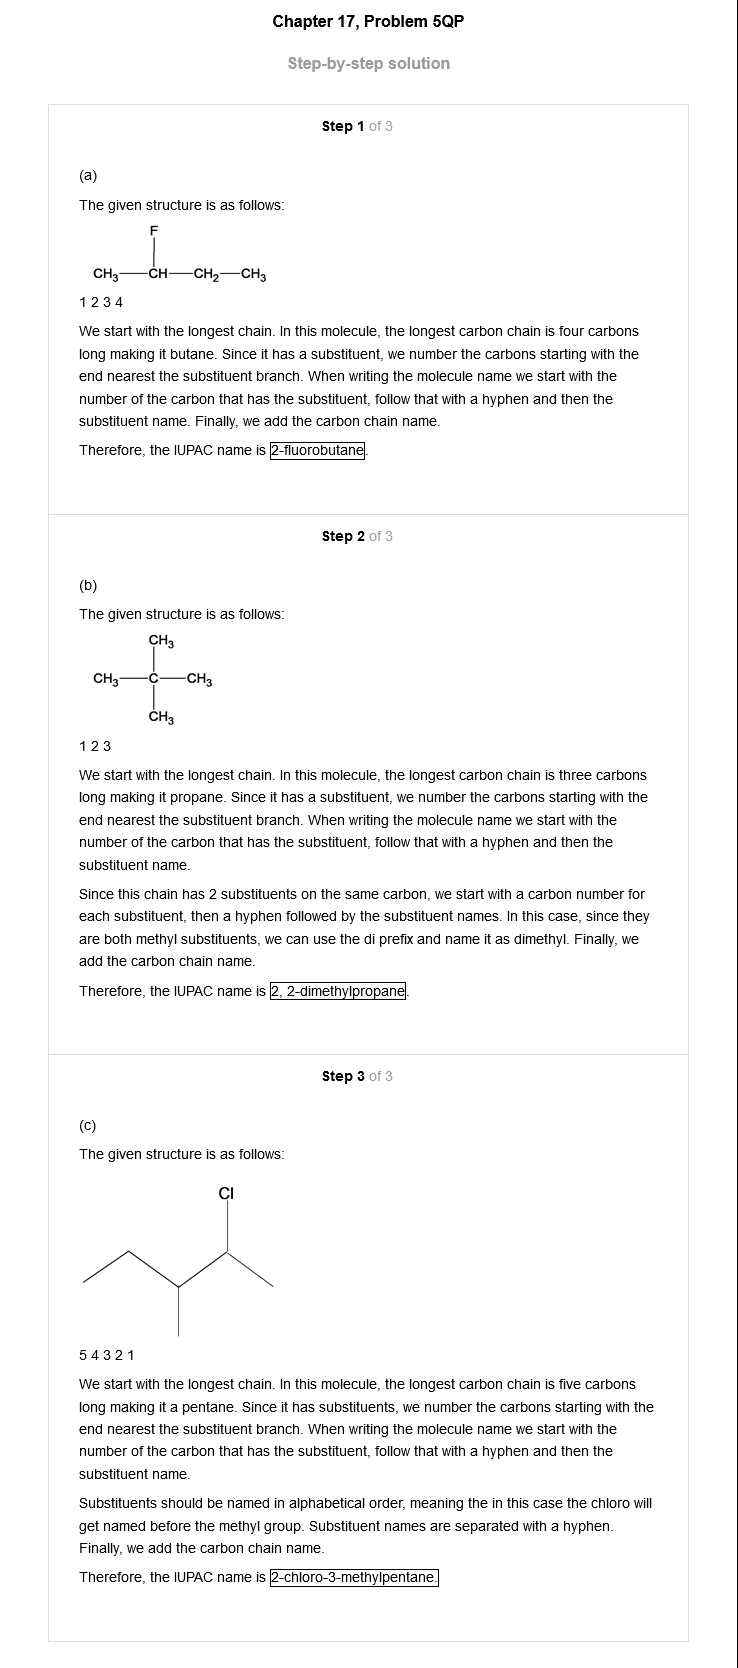 Chapter 17, Problem 5QP
Step-by-step solution
Step 1 of 3
(a)
The given structure is as follows:
F
CH3 CH CH2 CH3
1 2 3 4
We start with the longest chain. In this molecule, the longest carbon chain is four carbons
long making it butane. Since it has a substituent, we number the carbons starting with the
end nearest the substituent branch. When writing the molecule name we start with the
number of the carbon that has the substituent, follow that with a hyphen and then the
substituent name. Finally, we add the carbon chain name.
Therefore, the IUPAC name is 2-fluorobutane.
Step 2 of 3
(b)
The given structure is as follows:
CH3
CH3 C CH3
CH3
1 2 3
We start with the longest chain. In this molecule, the longest carbon chain is three carbons
long making it propane. Since it has a substituent, we number the carbons starting with the
end nearest the substituent branch. When writing the molecule name we start with the
number of the carbon that has the substituent, follow that with a hyphen and then the
substituent name.
Since this chain has 2 substituents on the same carbon, we start with a carbon number for
each substituent, then a hyphen followed by the substituent names. In this case, since they
are both methyl substituents, we can use the di prefix and name it as dimethyl. Finally, we
add the carbon chain name.
Therefore, the IUPAC name is 2, 2-dimethylpropane.
Step 3 of 3
(c)
The given structure is as follows:
Cl
5 4 3 2 1
We start with the longest chain. In this molecule, the longest carbon chain is five carbons
long making it a pentane. Since it has substituents, we number the carbons starting with the
end nearest the substituent branch. When writing the molecule name we start with the
number of the carbon that has the substituent, follow that with a hyphen and then the
substituent name.
Substituents should be named in alphabetical order, meaning the in this case the chloro will
get named before the methyl group. Substituent names are separated with a hyphen.
Finally, we add the carbon chain name.
Therefore, the IUPAC name is 2-chloro-3-methylpentane.